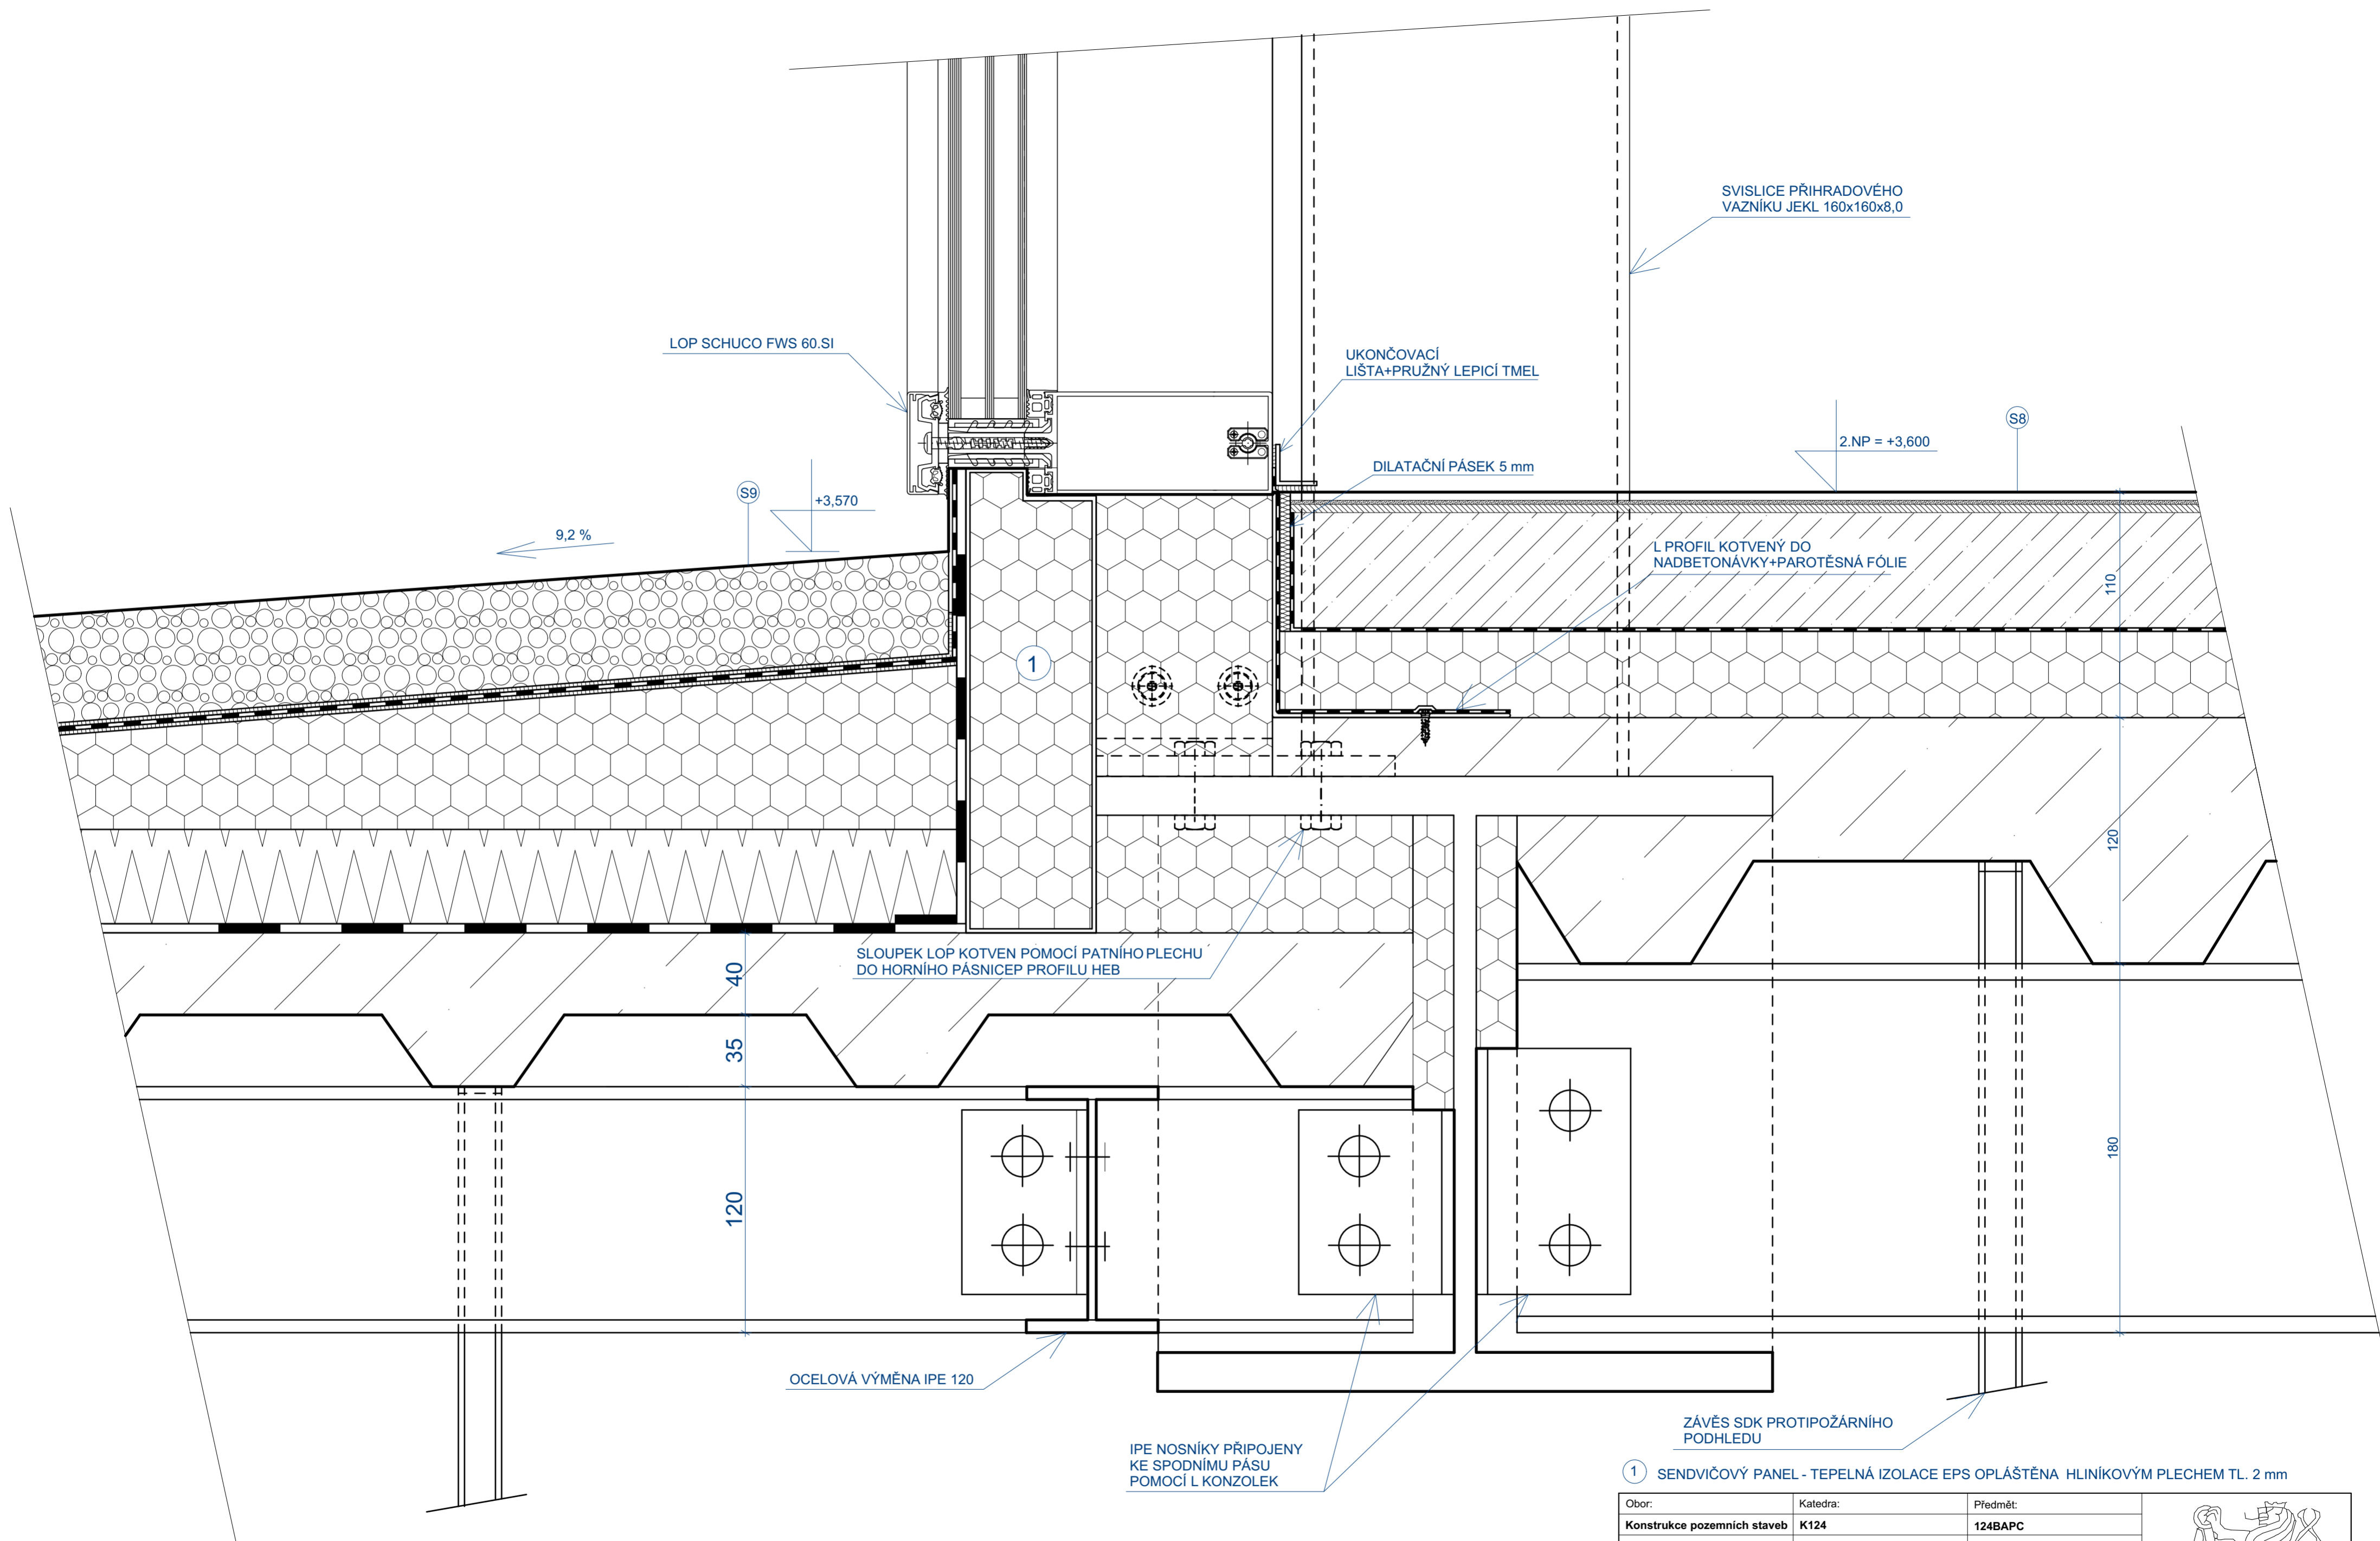 SVISLICE PŘIHRADOVÉHO
VAZNÍKU JEKL 160x160x8,0
LOP SCHUCO FWS 60.SI
UKONČOVACÍ
LIŠTA+PRUŽNÝ LEPICÍ TMEL
S8
2.NP = +3,600
DILATAČNÍ PÁSEK 5 mm
S9
+3,570
9,2 %
L PROFIL KOTVENÝ DO
NADBETONÁVKY+PAROTĚSNÁ FÓLIE
110
1
120
SLOUPEK LOP KOTVEN POMOCÍ PATNÍHO PLECHU
DO HORNÍHO PÁSNICEP PROFILU HEB
40
35
180
120
OCELOVÁ VÝMĚNA IPE 120
ZÁVĚS SDK PROTIPOŽÁRNÍHO
PODHLEDU
IPE NOSNÍKY PŘIPOJENY
KE SPODNÍMU PÁSU
POMOCÍ L KONZOLEK
1 SENDVIČOVÝ PANEL - TEPELNÁ IZOLACE EPS OPLÁŠTĚNA HLINÍKOVÝM PLECHEM TL. 2 mm
Obor: Katedra: Předmět:
Konstrukce pozemních staveb K124 124BAPC